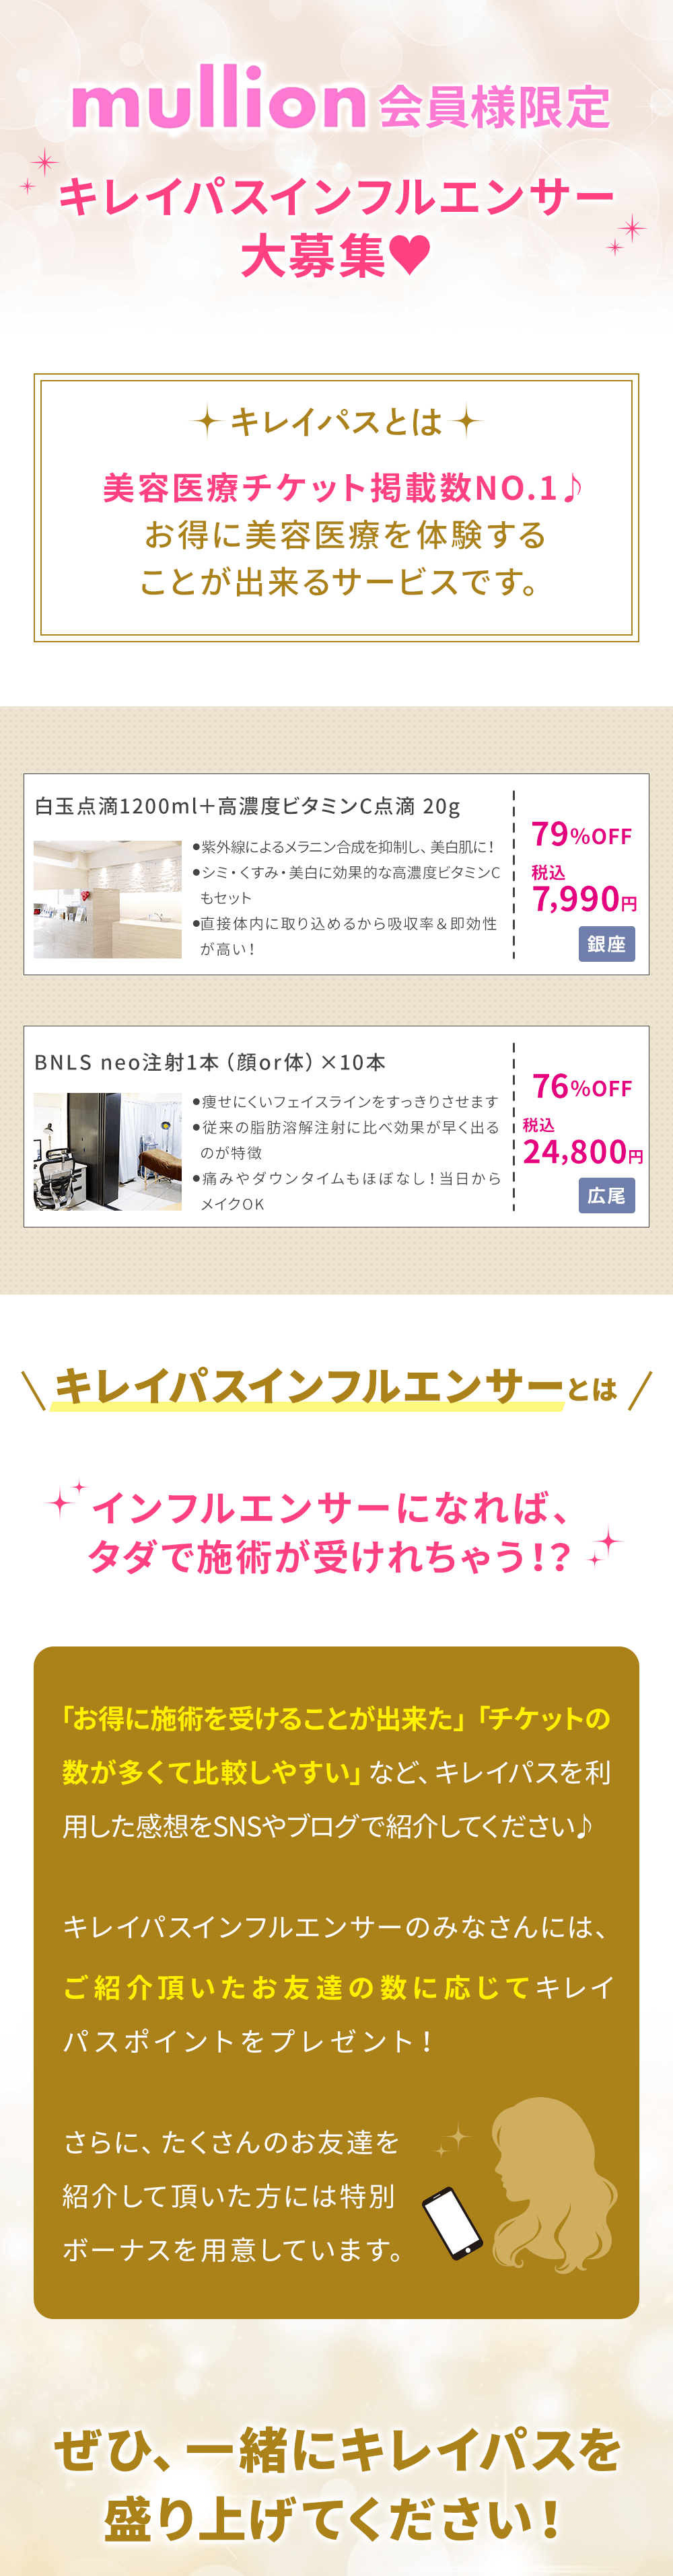 mullion 会員様限定
キレイパスインフルエンサー
大募集♥
キレイパスとは
美容医療チケット掲載数NO.1♪
お得に美容医療を体験する
ことが出来るサービスです。
白玉点滴1200ml＋高濃度ビタミンC点滴 20g
●紫外線によるメラニン合成を抑制し、美白肌に！
●シミ・くすみ・美白に効果的な高濃度ビタミンC
もセット
●直接体内に取り込めるから吸収率＆即効性
が高い！
79%OFF
税込
7,990円
銀座
BNLS neo注射1本（顔or体）×10本
●痩せにくいフェイスラインをすっきりさせます
●従来の脂肪溶解注射に比べ効果が早く出る
のが特徴
●痛みやダウンタイムもほぼなし！当日から
メイクOK
76%OFF
税込
24,800円
広尾
キレイパスインフルエンサーとは
インフルエンサーになれば、
タダで施術が受けれちゃう！？
「お得に施術を受けることが出来た」「チケットの
数が多くて比較しやすい」など、キレイパスを利
用した感想をSNSやブログで紹介してください♪
キレイパスインフルエンサーのみなさんには、
ご紹介頂いたお友達の数に応じてキレイ
パスポイントをプレゼント！
さらに、たくさんのお友達を
紹介して頂いた方には特別
ボーナスを用意しています。
ぜひ、一緒にキレイパスを
盛り上げてください！